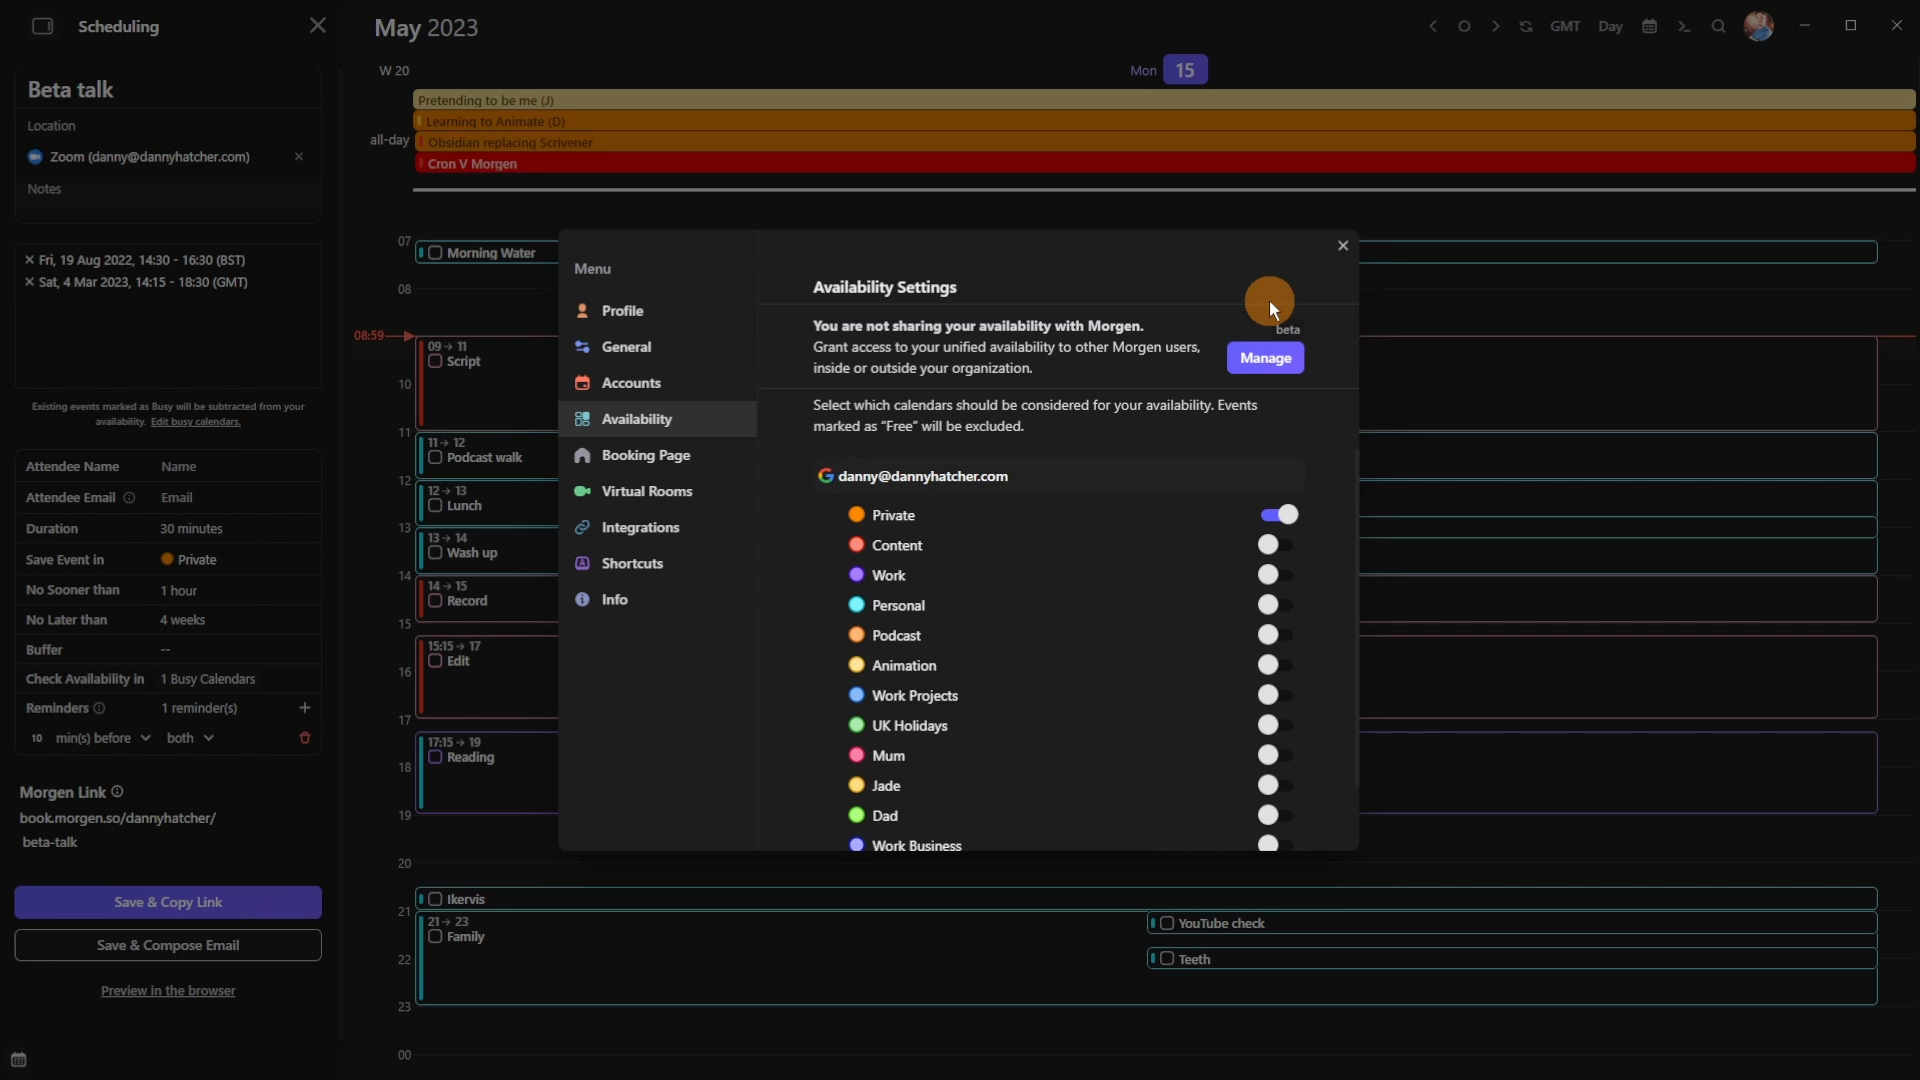 Scheduling
Beta talk
Location
Zoom (danny@dannyhatcher.com)
Notes
Fri, 19 Aug 2022, 14:30 - 16:30 (BST)
Sat, 4 Mar 2023, 14:15 - 18:30 (GMT)
Existing events marked as Busy will be subtracted from your
availability. Edit busy calendars.
Attendee Name Name
Attendee Email Email
Duration 30 minutes
Save Event in Private
No Sooner than 1 hour
No Later than 4 weeks
Buffer --
Check Availability in 1 Busy Calendars
Reminders 1 reminder(s)
10 min(s) before both
Morgen Link
book.morgen.so/dannyhatcher/
beta-talk
Save & Copy Link
Save & Compose Email
Preview in the browser
May 2023
GMT Day
W 20
Mon 15
all-day
Pretending to be me (J)
Learning to Animate (D)
Obsidian replacing Scrivener
Cron V Morgen
07
Morning Water
08
08:59
09 → 11
Script
10
11
11 → 12
Podcast walk
12
12 → 13
Lunch
13
13 → 14
Wash up
14
14 → 15
Record
15
15:15 → 17
Edit
16
17
17:15 → 19
Reading
18
19
20
Ikervis
21
21 → 23
Family
YouTube check
22
Teeth
23
00
Menu
Profile
General
Accounts
Availability
Booking Page
Virtual Rooms
Integrations
Shortcuts
Info
Availability Settings
You are not sharing your availability with Morgen.
Grant access to your unified availability to other Morgen users,
inside or outside your organization.
beta
Manage
Select which calendars should be considered for your availability. Events
marked as “Free” will be excluded.
danny@dannyhatcher.com
Private
Content
Work
Personal
Podcast
Animation
Work Projects
UK Holidays
Mum
Jade
Dad
Work Business